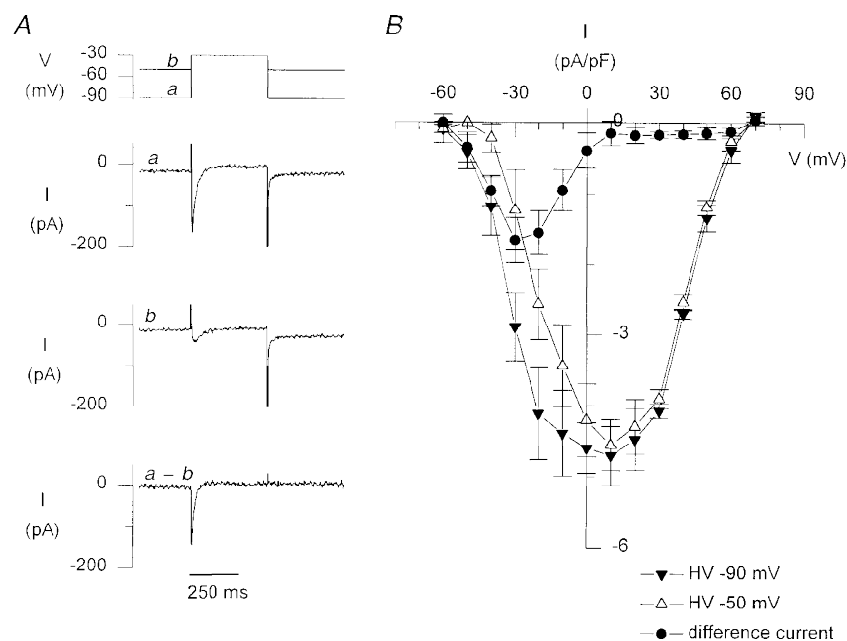 A
V
(mV)
-30
-60
-90
b
a
a
0
I
(pA)
-200
b
0
I
(pA)
-200
a – b
0
I
(pA)
-200
250 ms
B
I
(pA/pF)
-60
-30
0
30
60
90
0
V (mV)
-3
-6
HV -90 mV
HV -50 mV
difference current